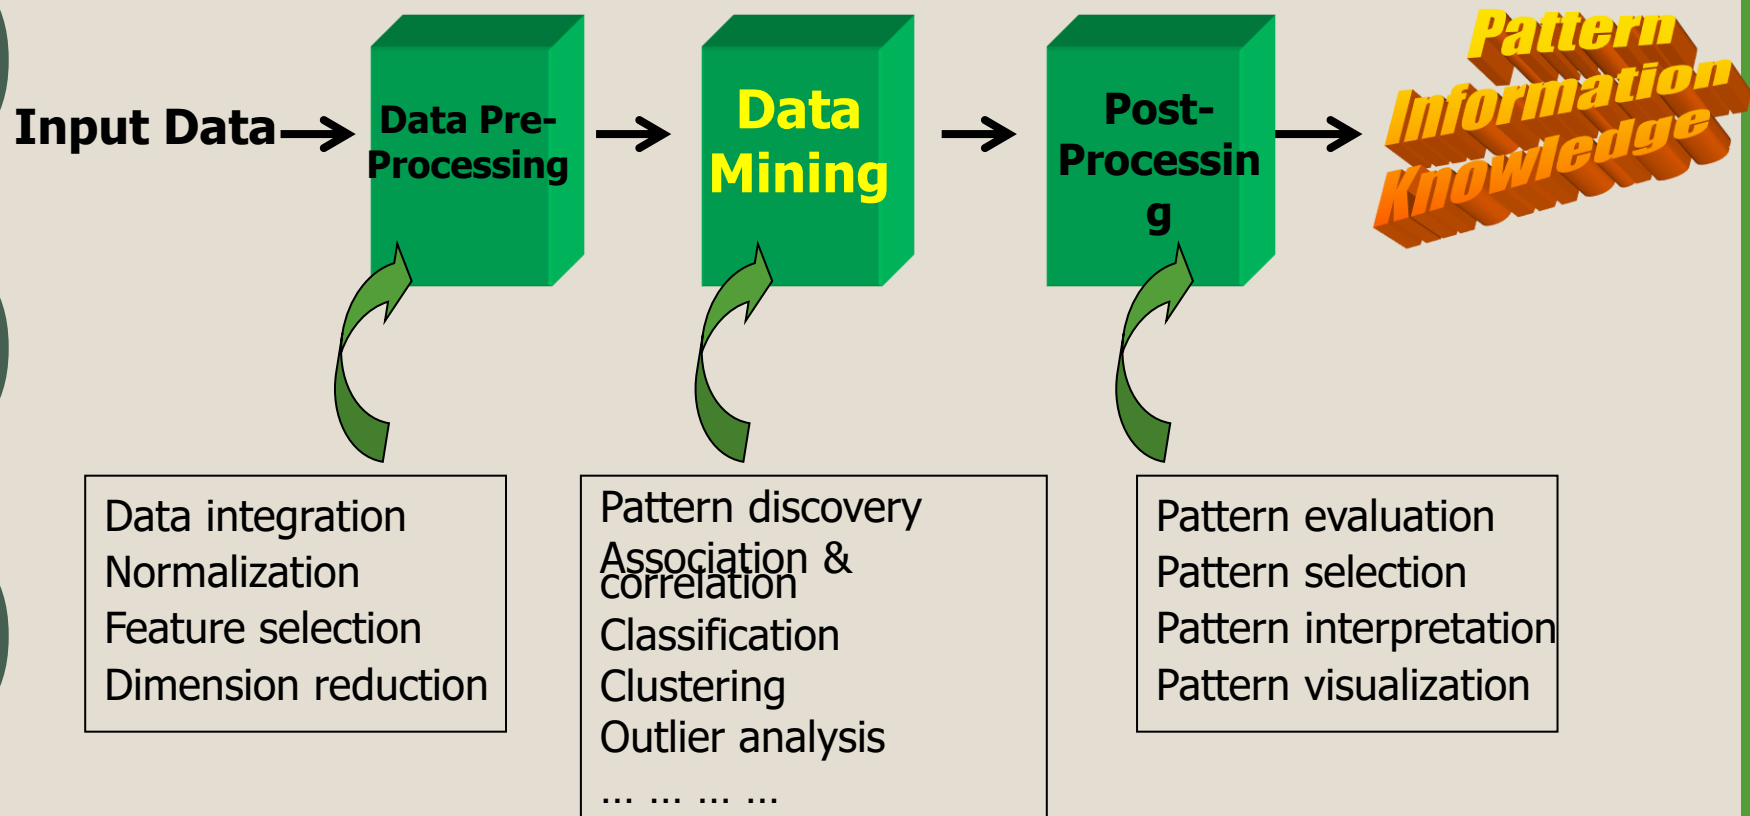 Input Data
Data Pre-
Processing
Data
Mining
Post-
Processin
g
Pattern
Information
Knowledge
Data integration
Normalization
Feature selection
Dimension reduction
Pattern discovery
Association &
correlation
Classification
Clustering
Outlier analysis
… … … …
Pattern evaluation
Pattern selection
Pattern interpretation
Pattern visualization